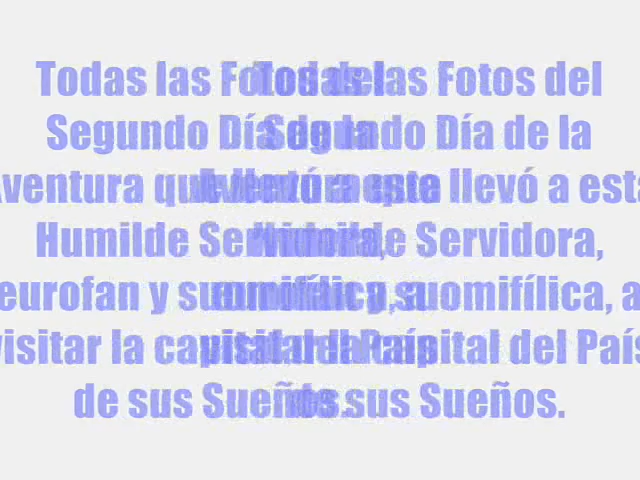 Todas las Fotos del
Segundo Día de la
Aventura que llevó a esta
Humilde Servidora,
eurofan y suomifílica, a
visitar la capital del País
de sus Sueños.